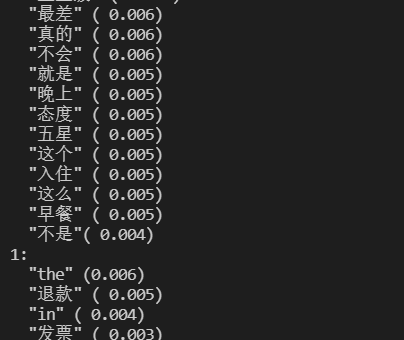 "最差" ( 0.006)
"真的" ( 0.006)
"不会" ( 0.006)
"就是" ( 0.005)
"晚上" ( 0.005)
"态度" ( 0.005)
"五星" ( 0.005)
"这个" ( 0.005)
"入住" ( 0.005)
"这么" ( 0.005)
"早餐" ( 0.005)
"不是"( 0.004)
1:
"the" (0.006)
"退款" ( 0.005)
"in" ( 0.004)
"发票" ( 0.003)